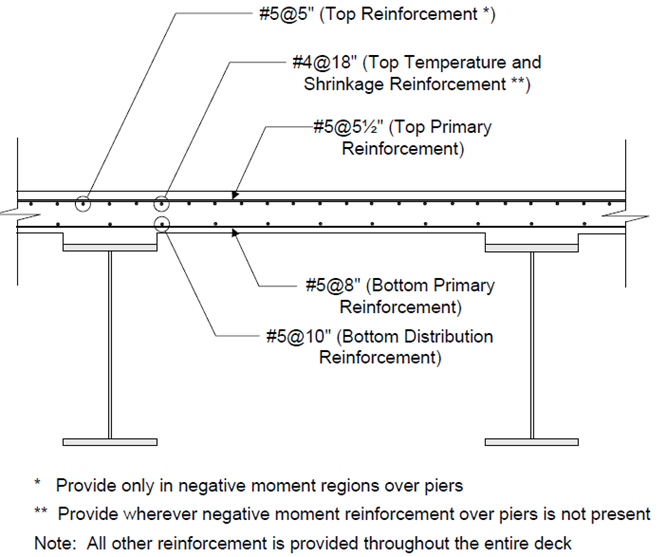 #5@5" (Top Reinforcement *)
#4@18" (Top Temperature and
Shrinkage Reinforcement **)
#5@5½" (Top Primary
Reinforcement)
#5@8" (Bottom Primary
Reinforcement)
#5@10" (Bottom Distribution
Reinforcement)
* Provide only in negative moment regions over piers
** Provide wherever negative moment reinforcement over piers is not present
Note: All other reinforcement is provided throughout the entire deck